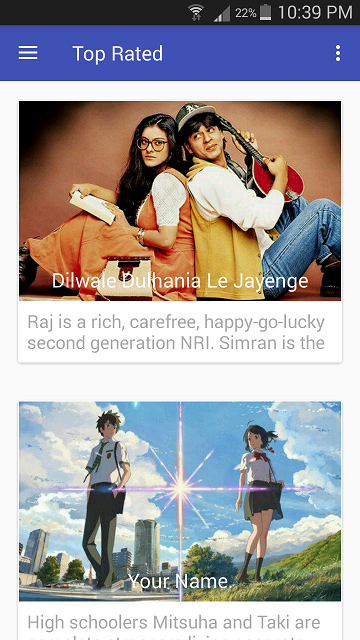 22% 10:39 PM
Top Rated
Dilwale Dulhania Le Jayenge
Raj is a rich, carefree, happy-go-lucky
second generation NRI. Simran is the
Your Name.
High schoolers Mitsuha and Taki are